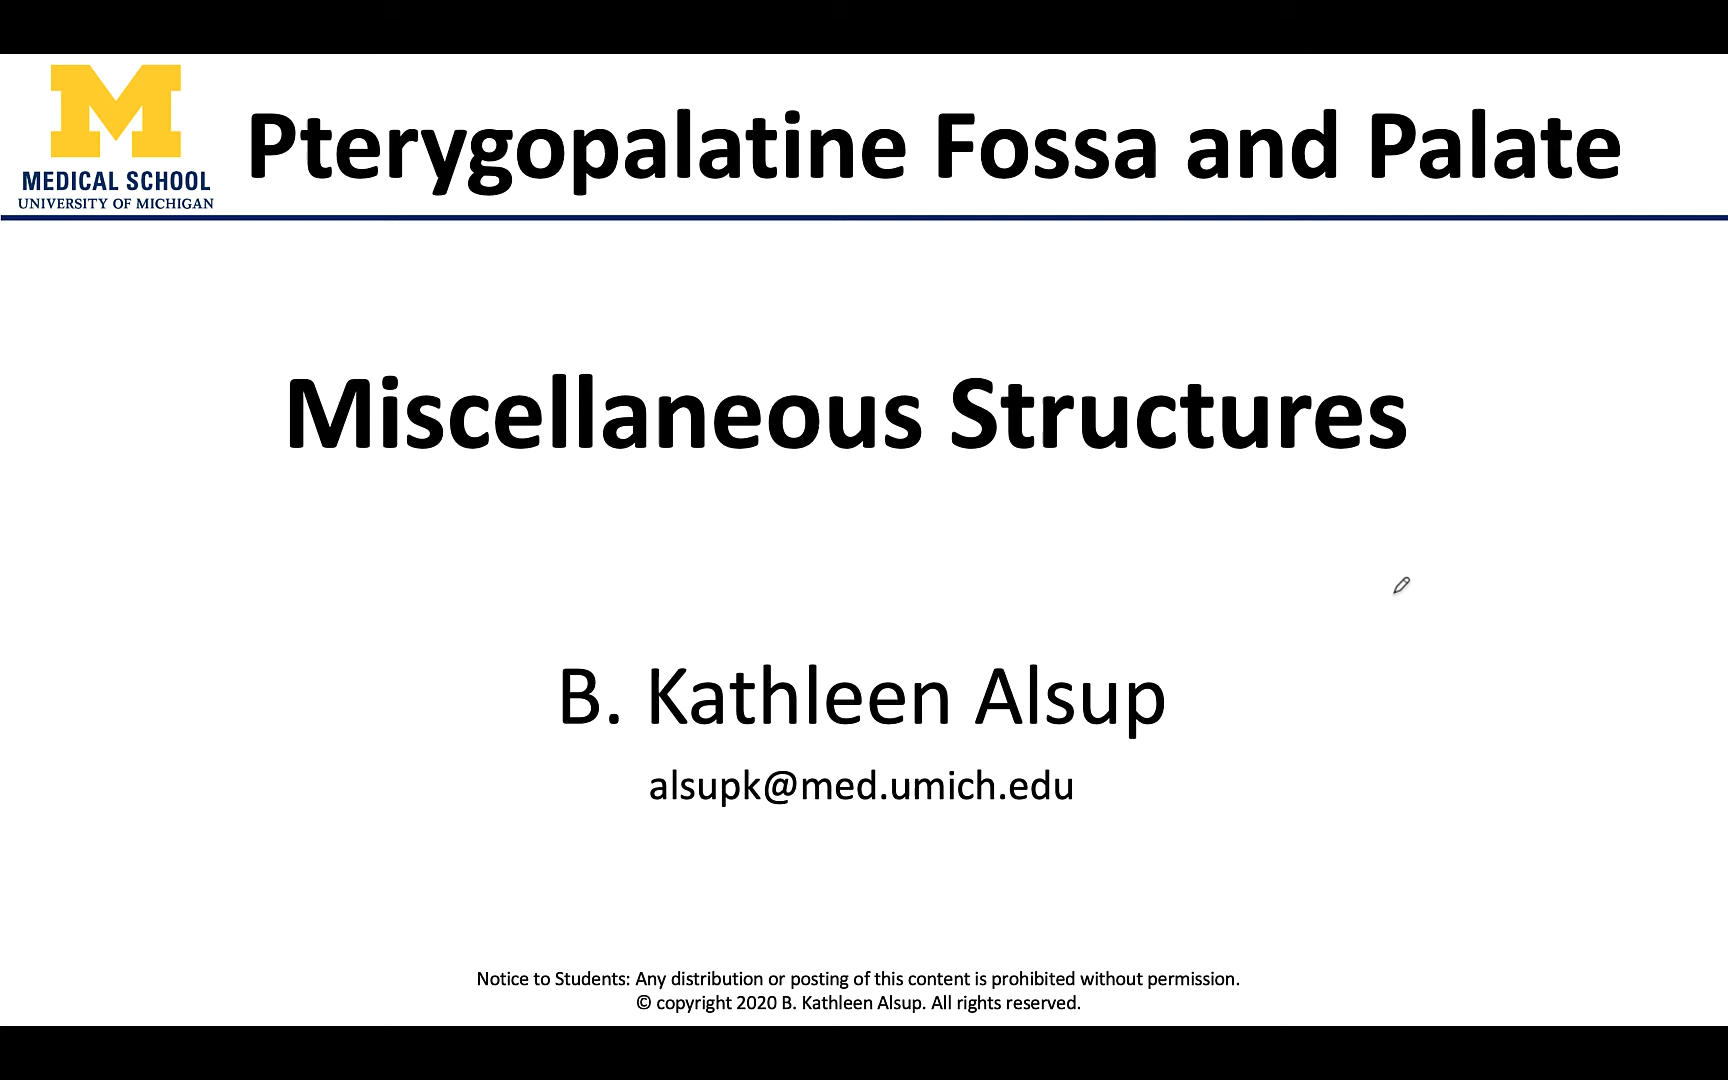 M
MEDICAL SCHOOL
UNIVERSITY OF MICHIGAN
Pterygopalatine Fossa and Palate
Miscellaneous Structures
B. Kathleen Alsup
alsupk@med.umich.edu
Notice to Students: Any distribution or posting of this content is prohibited without permission.
© copyright 2020 B. Kathleen Alsup. All rights reserved.